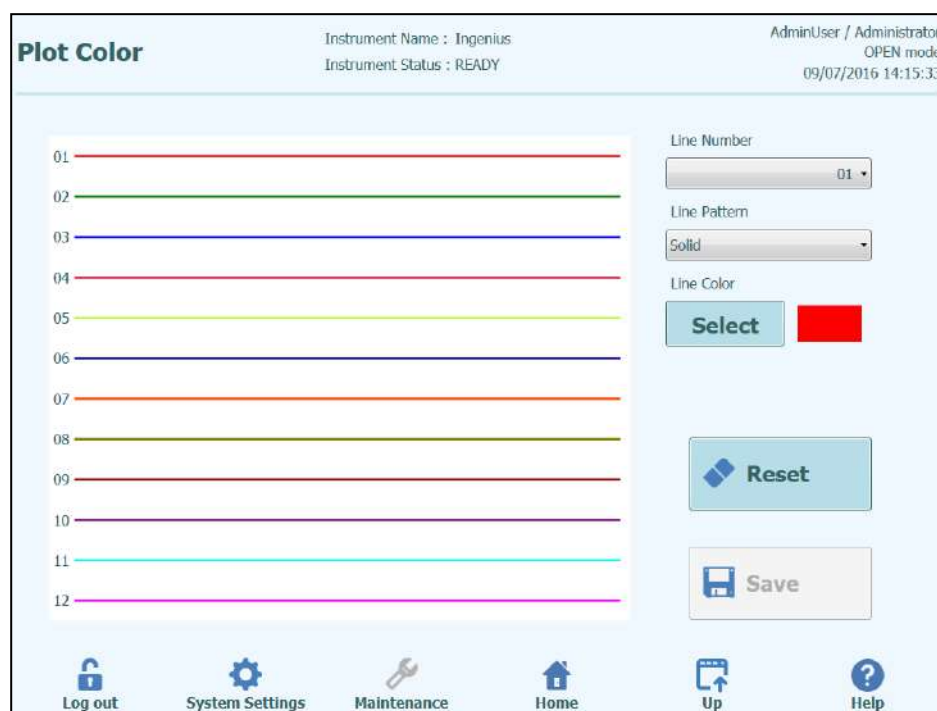 Plot Color
Instrument Name : Ingenius
Instrument Status : READY
AdminUser / Administrator
OPEN mode
09/07/2016 14:15:33
01
02
03
04
05
06
07
08
09
10
11
12
Line Number
01
Line Pattern
Solid
Line Color
Select
Reset
Save
Log out
System Settings
Maintenance
Home
Up
Help